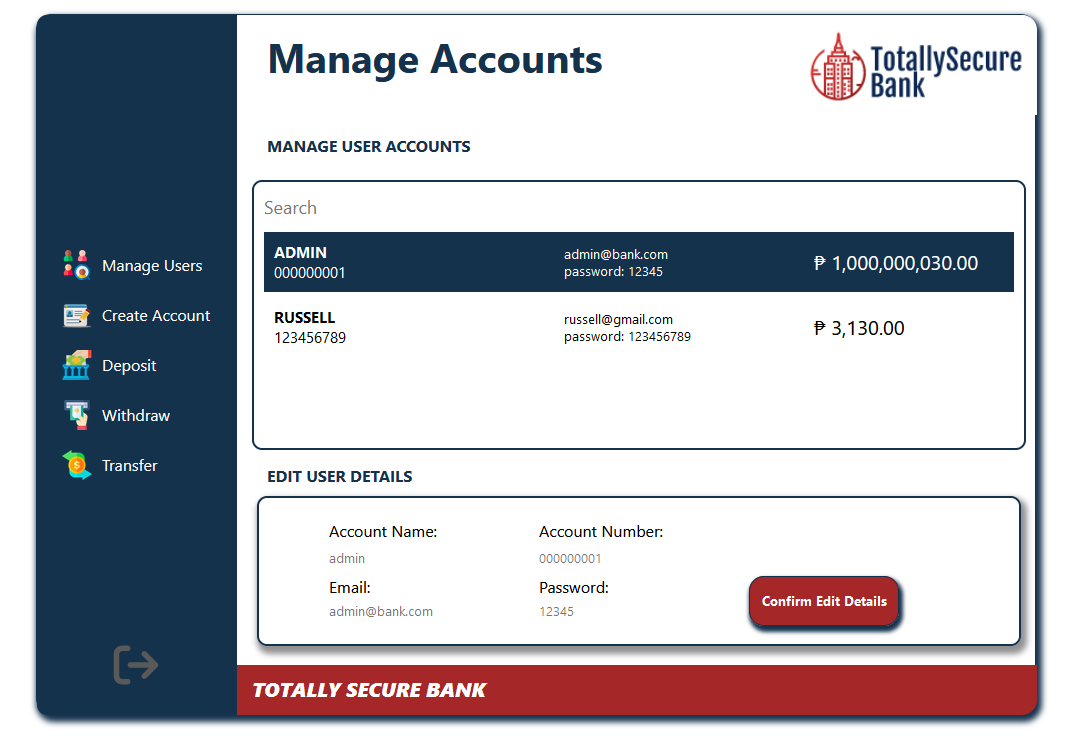 Manage Accounts
TotallySecure
Bank
MANAGE USER ACCOUNTS
Search
ADMIN
000000001
admin@bank.com
password: 12345
₱ 1,000,000,030.00
RUSSELL
123456789
russell@gmail.com
password: 123456789
₱ 3,130.00
Manage Users
Create Account
Deposit
Withdraw
Transfer
EDIT USER DETAILS
Account Name:
admin
Account Number:
000000001
Email:
admin@bank.com
Password:
12345
Confirm Edit Details
TOTALLY SECURE BANK